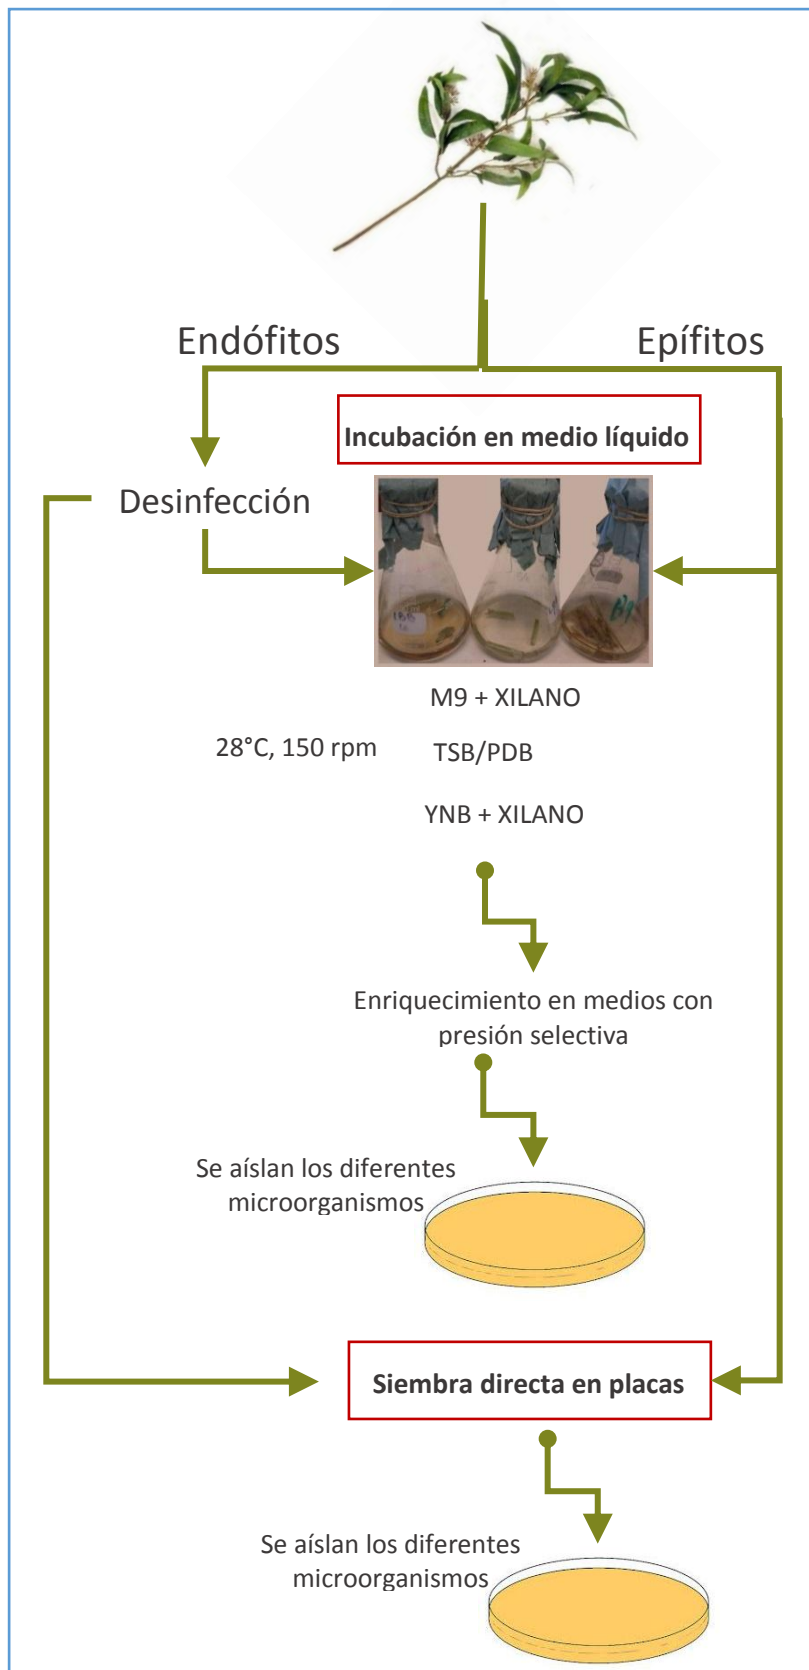 Endófitos
Epífitos
Incubación en medio líquido
Desinfección
M9 + XILANO
28°C, 150 rpm
TSB/PDB
YNB + XILANO
Enriquecimiento en medios con
presión selectiva
Se aíslan los diferentes
microorganismos
Siembra directa en placas
Se aíslan los diferentes
microorganismos